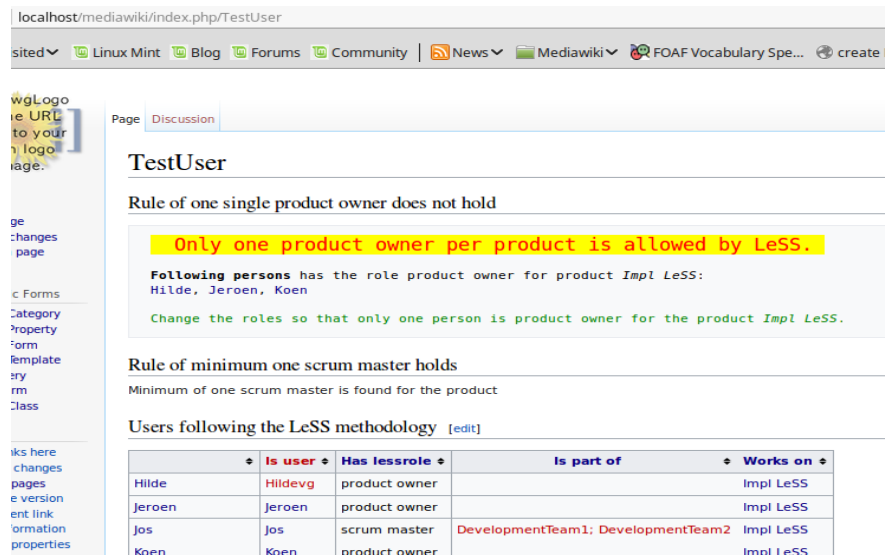 localhost/mediawiki/index.php/TestUser
sited Linux Mint Blog Forums Community News Mediawiki FOAF Vocabulary Spe... create
wgLogo
e URL
to your
logo
age.
Page Discussion
TestUser
Rule of one single product owner does not hold
Only one product owner per product is allowed by LeSS.
Following persons has the role product owner for product Impl LeSS:
Hilde, Jeroen, Koen
Change the roles so that only one person is product owner for the product Impl LeSS.
Rule of minimum one scrum master holds
Minimum of one scrum master is found for the product
Users following the LeSS methodology [edit]
Is user Has lessrole Is part of Works on
Hilde Hildevg product owner Impl LeSS
Jeroen Jeroen product owner Impl LeSS
Jos Jos scrum master DevelopmentTeam1; DevelopmentTeam2 Impl LeSS
Koen Koen product owner Impl LeSS
ge
changes
page
c Forms
Category
Property
Form
Template
ery
rm
Class
nks here
changes
pages
e version
ent link
formation
properties